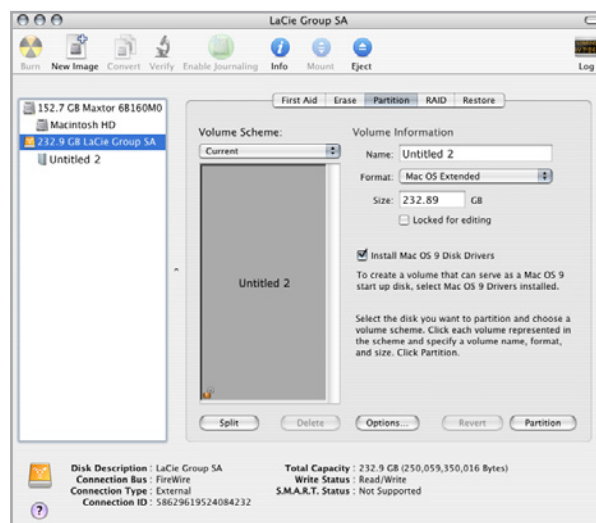 LaCie Group SA
Burn New Image Convert Verify Enable Journaling Info Mount Eject Log
First Aid Erase Partition RAID Restore
152.7 GB Maxtor 6B160M0
Macintosh HD
232.9 GB LaCie Group SA
Untitled 2
Volume Scheme:
Current
Untitled 2
Volume Information
Name: Untitled 2
Format: Mac OS Extended
Size: 232.89 GB
Locked for editing
Install Mac OS 9 Disk Drivers
To create a volume that can serve as a Mac OS 9
start up disk, select Mac OS 9 Drivers installed.
Select the disk you want to partition and choose a
volume scheme. Click each volume represented in
the scheme and specify a volume name, format,
and size. Click Partition.
Split Delete Options... Revert Partition
Disk Description : LaCie Group SA
Connection Bus : FireWire
Connection Type : External
Connection ID : 58629619524084232
Total Capacity : 232.9 GB (250,059,350,016 Bytes)
Write Status : Read/Write
S.M.A.R.T. Status : Not Supported
?